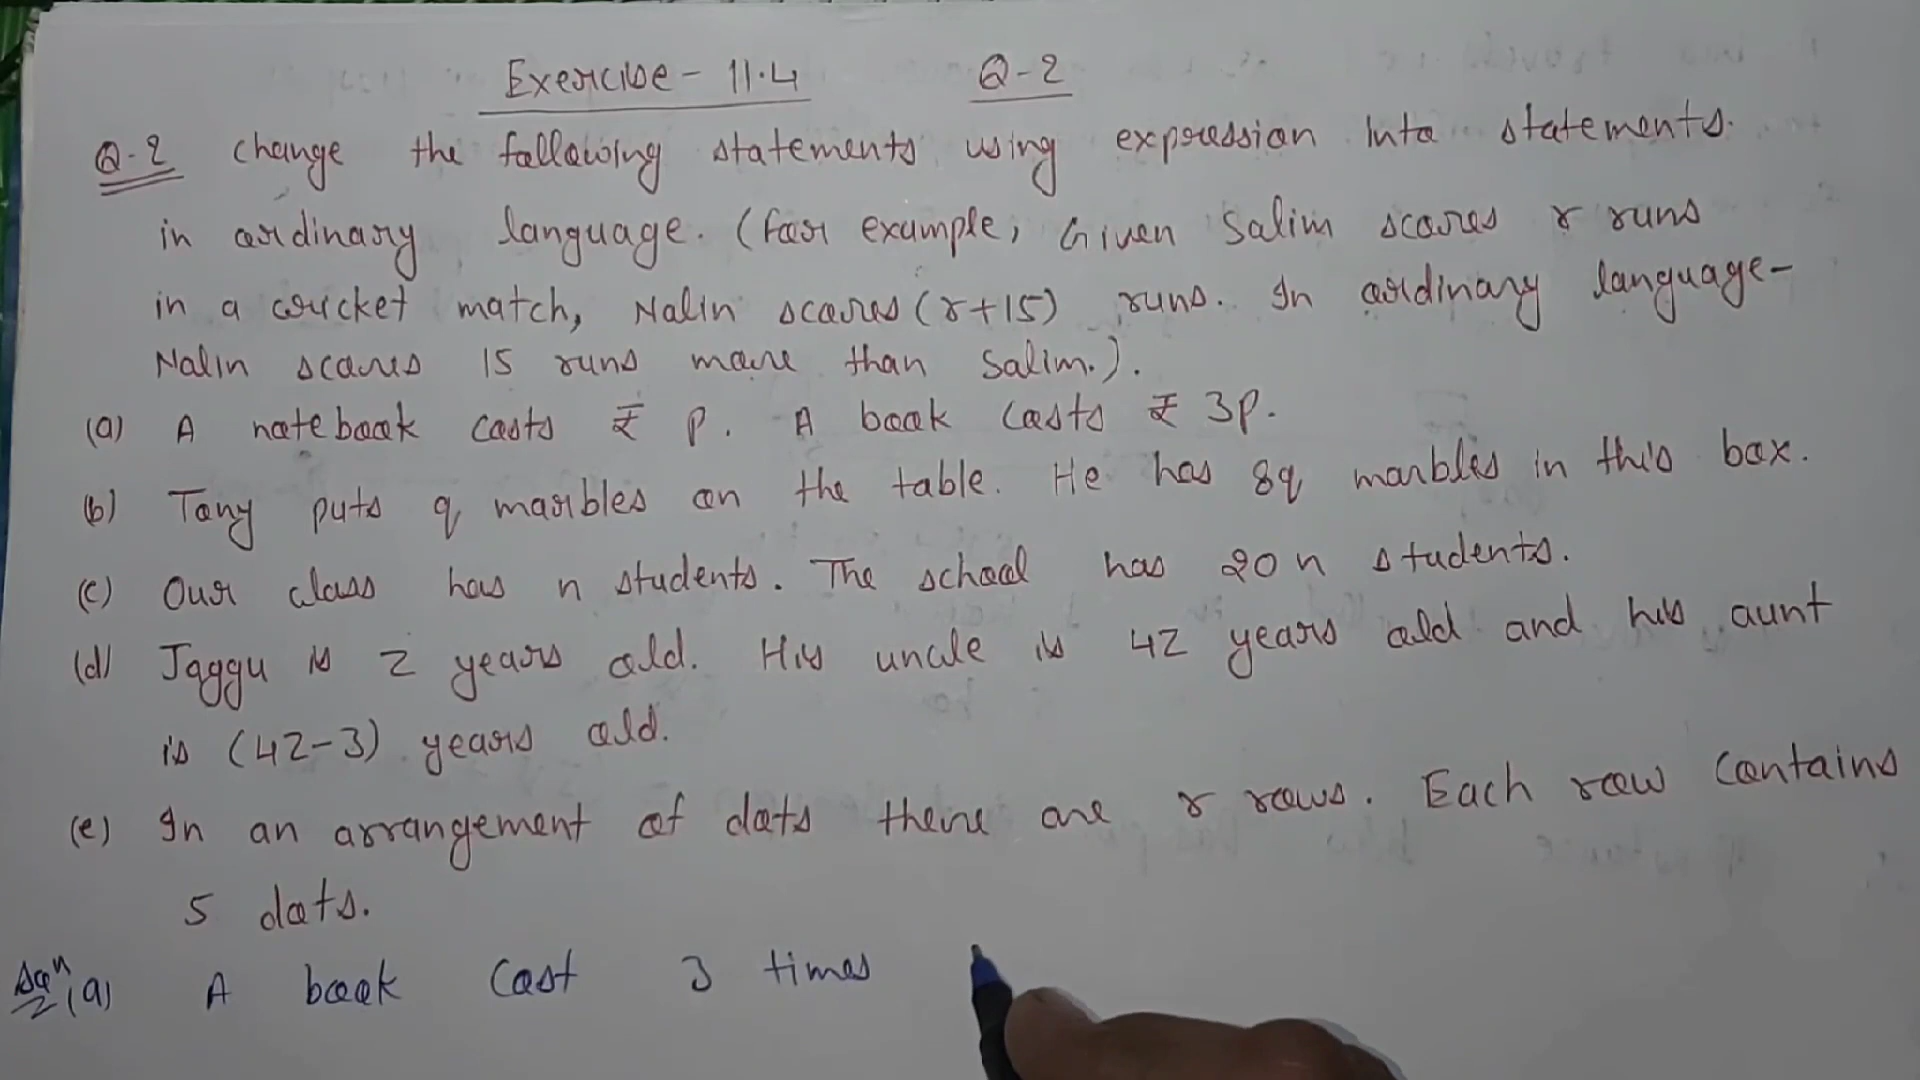 Exercise - 11.4 Q-2
Q-2 change the following statements using expression into statements.
in ordinary language. (For example, Given Salim scores r runs
in a cricket match, Nalin scores (r+15) runs. In ordinary language-
Nalin scores 15 runs more than Salim.).
(a) A notebook costs ₹ p. A book costs ₹ 3p.
(b) Tony puts q marbles on the table. He has 8q marbles in this box.
(c) Our class has n students. The school has 20n students.
(d) Jaggu is z years old. His uncle is 4z years old and his aunt
is (4z-3) years old.
(e) In an arrangement of dots there are r rows. Each row contains
5 dots.
Soⁿ (a) A book cost 3 times